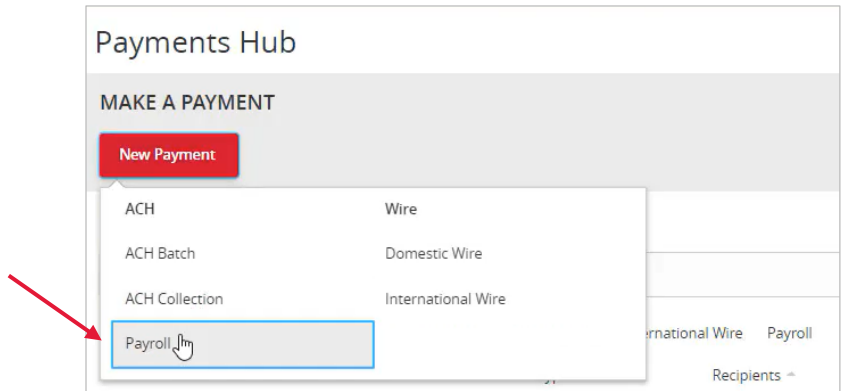 Payments Hub
MAKE A PAYMENT
New Payment
ACH Wire
ACH Batch Domestic Wire
ACH Collection International Wire
Payroll
Wire Payroll
Recipients